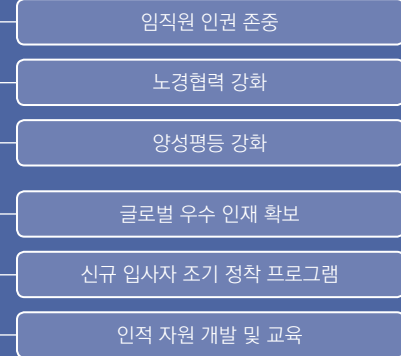 임직원 인권 존중
노경협력 강화
양성평등 강화
글로벌 우수 인재 확보
신규 입사자 조기 정착 프로그램
인적 자원 개발 및 교육